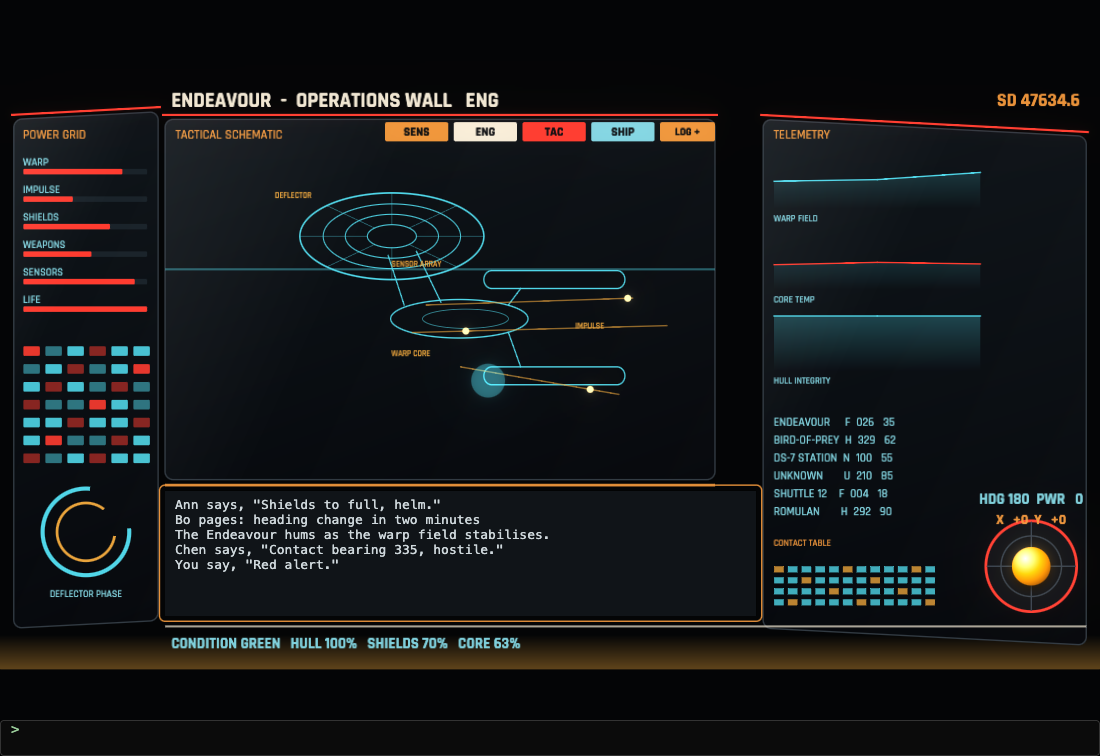 ENDEAVOUR - OPERATIONS WALL ENG
SD 47634.6
POWER GRID
WARP
IMPULSE
SHIELDS
WEAPONS
SENSORS
LIFE
DEFLECTOR PHASE
TACTICAL SCHEMATIC
SENS
ENG
TAC
SHIP
LOG +
DEFLECTOR
SENSOR ARRAY
IMPULSE
WARP CORE
Ann says, "Shields to full, helm."
Bo pages: heading change in two minutes
The Endeavour hums as the warp field stabilises.
Chen says, "Contact bearing 335, hostile."
You say, "Red alert."
TELEMETRY
WARP FIELD
CORE TEMP
HULL INTEGRITY
ENDEAVOUR F 026 35
BIRD-OF-PREY H 329 62
DS-7 STATION N 100 55
UNKNOWN U 210 85
SHUTTLE 12 F 004 18
ROMULAN H 292 90
CONTACT TABLE
HDG 180 PWR 0
X +0 Y +0
CONDITION GREEN HULL 100% SHIELDS 70% CORE 63%
>